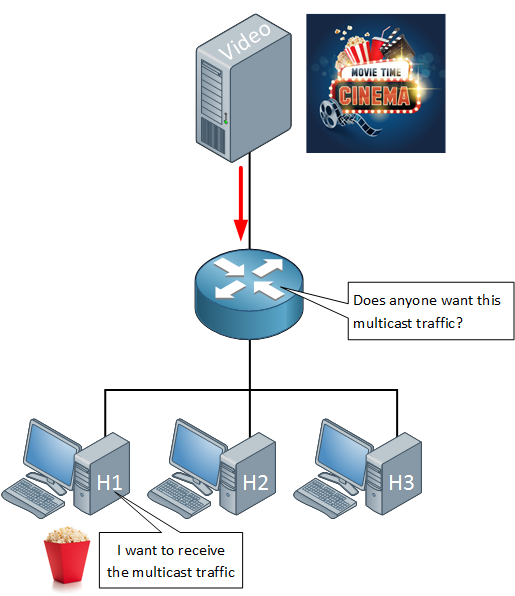 Video
MOVIE TIME
CINEMA
Does anyone want this
multicast traffic?
H1
H2
H3
I want to receive
the multicast traffic